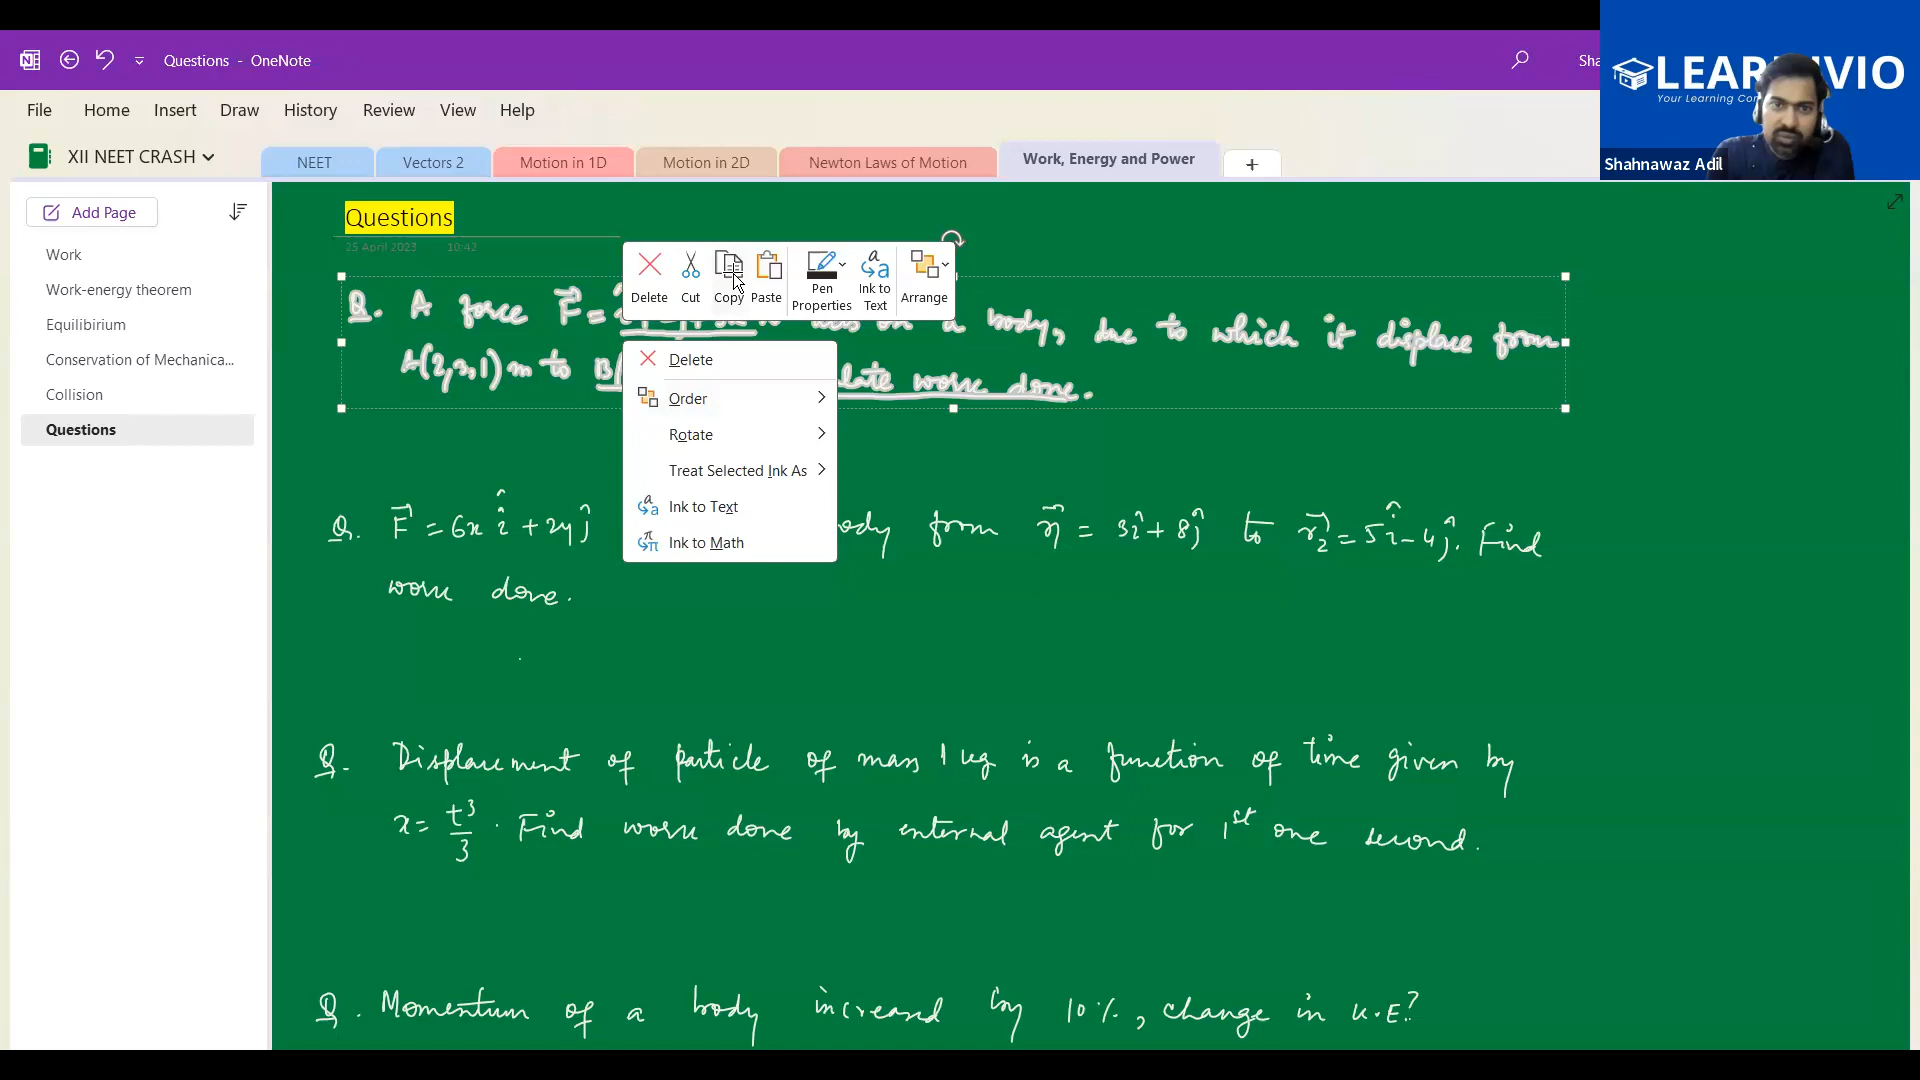 Questions - OneNote
Sha
LEAR VIO
Your Learning Co
Shahnawaz Adil
File Home Insert Draw History Review View Help
XII NEET CRASH
NEET Vectors 2 Motion in 1D Motion in 2D Newton Laws of Motion Work, Energy and Power +
Add Page
Work
Work-energy theorem
Equilibirium
Conservation of Mechanica...
Collision
Questions
Questions
25 April 2023 10:42
Delete Cut Copy Paste Pen Properties Ink to Text Arrange
Delete
Order
Rotate
Treat Selected Ink As
Ink to Text
Ink to Math
Q. A force F⃗ = a body, due to which it displace from
A(2,3,1) m to B( late work done.
Q. F⃗ = 6x î + 2y ĵ ody from r⃗₁ = 3î + 8ĵ to r⃗₂ = 5î - 4ĵ. Find
work done.
Q. Displacement of particle of mass 1 kg is a function of time given by
x = t³/3 . Find work done by external agent for 1st one second.
Q. Momentum of a body increased by 10%, change in K.E?